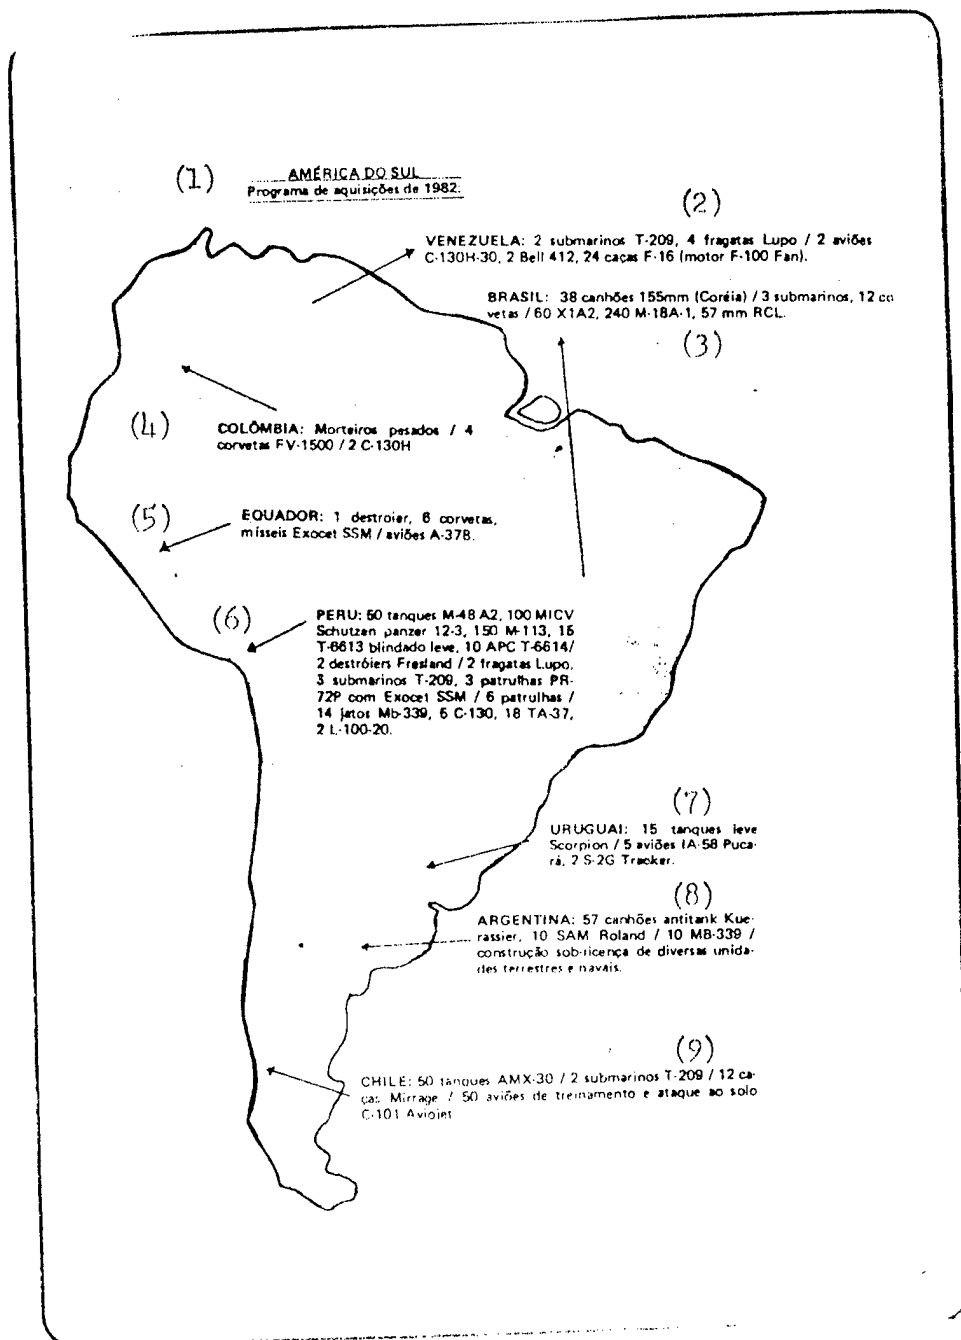 (1)
AMÉRICA DO SUL
Programa de aquisições de 1982:
(2)
VENEZUELA: 2 submarinos T-209, 4 fragatas Lupo / 2 aviões
C-130H-30, 2 Bell 412, 24 caças F-16 (motor F-100 Fan).
BRASIL: 38 canhões 155mm (Coréia) / 3 submarinos, 12 co
vetas / 60 X1A2, 240 M-18A-1, 57 mm RCL.
(3)
(4)
COLÔMBIA: Morteiros pesados / 4
corvetas FV-1500 / 2 C-130H
(5)
EQUADOR: 1 destroier, 6 corvetas,
mísseis Exocet SSM / aviões A-37B.
(6)
PERU: 50 tanques M-48 A2, 100 MICV
Schutzen panzer 12-3, 150 M-113, 15
T-6613 blindado leve, 10 APC T-6614/
2 destróiers Fresland / 2 fragatas Lupo,
3 submarinos T-209, 3 patrulhas PR-
72P com Exocet SSM / 6 patrulhas /
14 jatos Mb-339, 6 C-130, 18 TA-37,
2 L-100-20.
(7)
URUGUAI: 15 tanques leve
Scorpion / 5 aviões IA-58 Puca-
rá, 2 S-2G Tracker.
(8)
ARGENTINA: 57 canhões antitank Kue-
rassier, 10 SAM Roland / 10 MB-339 /
construção sob-licença de diversas unida-
des terrestres e navais.
(9)
CHILE: 50 tanques AMX-30 / 2 submarinos T-209 / 12 ca-
ças Mirrage / 50 aviões de treinamento e ataque ao solo
C-101 Aviojet